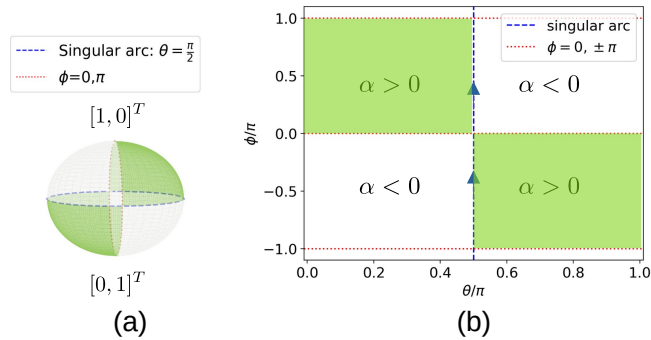 Singular arc: θ = π/2
ϕ=0,π
[1, 0]^T
[0, 1]^T
(a)
1.0
0.5
0.0
−0.5
−1.0
ϕ/π
α > 0
α < 0
α < 0
α > 0
singular arc
ϕ = 0, ± π
0.0
0.2
0.4
0.6
0.8
1.0
θ/π
(b)